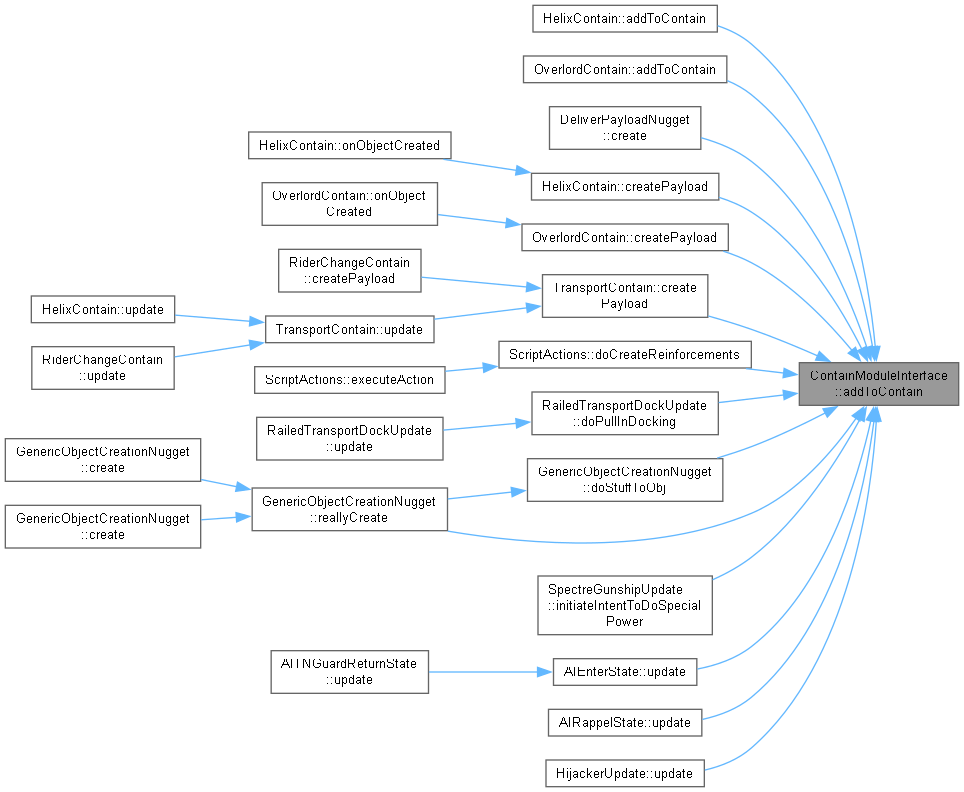 HelixContain::addToContain
OverlordContain::addToContain
DeliverPayloadNugget
::create
HelixContain::onObjectCreated
HelixContain::createPayload
OverlordContain::onObject
Created
OverlordContain::createPayload
RiderChangeContain
::createPayload
TransportContain::create
Payload
HelixContain::update
TransportContain::update
RiderChangeContain
::update
ScriptActions::doCreateReinforcements
ScriptActions::executeAction
ContainModuleInterface
::addToContain
RailedTransportDockUpdate
::doPullInDocking
RailedTransportDockUpdate
::update
GenericObjectCreationNugget
::create
GenericObjectCreationNugget
::doStuffToObj
GenericObjectCreationNugget
::reallyCreate
GenericObjectCreationNugget
::create
SpectreGunshipUpdate
::initiateIntentToDoSpecial
Power
AITNGuardReturnState
::update
AIEnterState::update
AIRappelState::update
HijackerUpdate::update